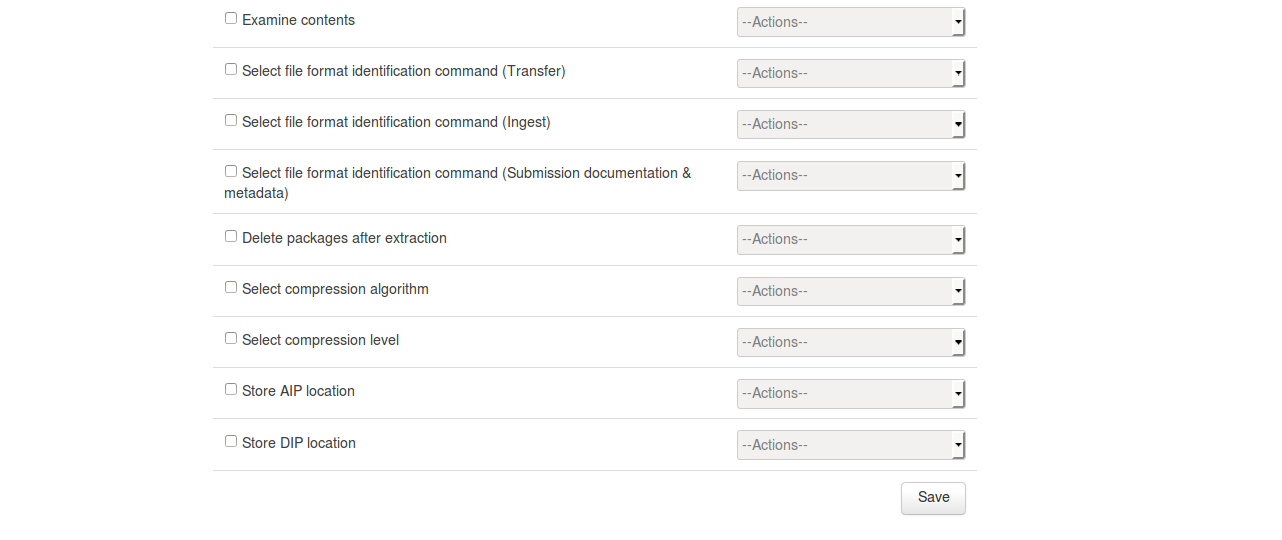 Examine contents --Actions--
Select file format identification command (Transfer) --Actions--
Select file format identification command (Ingest) --Actions--
Select file format identification command (Submission documentation & --Actions--
metadata)
Delete packages after extraction --Actions--
Select compression algorithm --Actions--
Select compression level --Actions--
Store AIP location --Actions--
Store DIP location --Actions--
Save